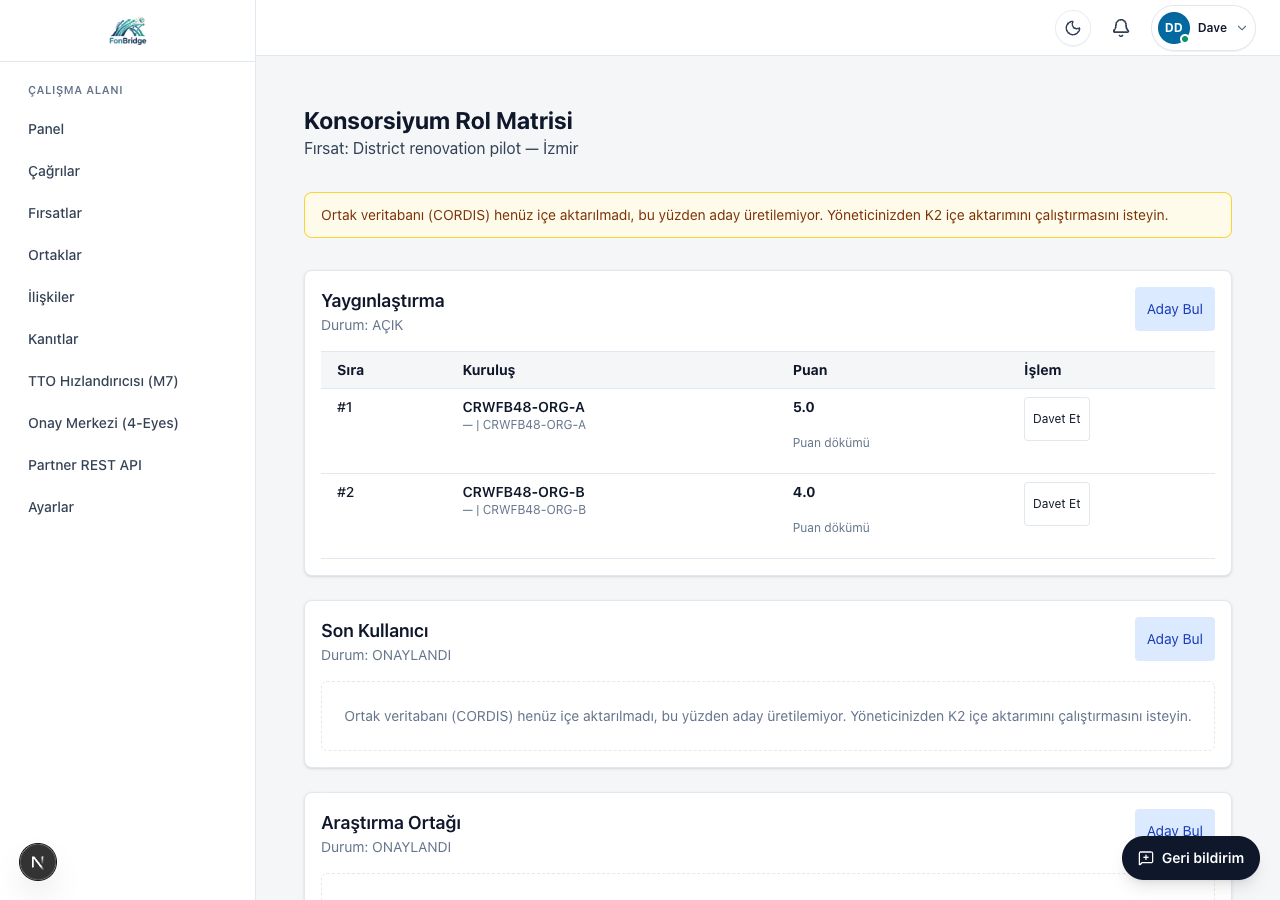 FonBridge
DD
Dave
ÇALIŞMA ALANI
Panel
Çağrılar
Fırsatlar
Ortaklar
İlişkiler
Kanıtlar
TTO Hızlandırıcısı (M7)
Onay Merkezi (4-Eyes)
Partner REST API
Ayarlar
N
Konsorsiyum Rol Matrisi
Fırsat: District renovation pilot — İzmir
Ortak veritabanı (CORDIS) henüz içe aktarılmadı, bu yüzden aday üretilemiyor. Yöneticinizden K2 içe aktarımını çalıştırmasını isteyin.
Yaygınlaştırma
Durum: AÇIK
Aday Bul
Sıra Kuruluş Puan İşlem
#1 CRWFB48-ORG-A 5.0 Davet Et
— | CRWFB48-ORG-A
Puan dökümü
#2 CRWFB48-ORG-B 4.0 Davet Et
— | CRWFB48-ORG-B
Puan dökümü
Son Kullanıcı
Durum: ONAYLANDI
Aday Bul
Ortak veritabanı (CORDIS) henüz içe aktarılmadı, bu yüzden aday üretilemiyor. Yöneticinizden K2 içe aktarımını çalıştırmasını isteyin.
Araştırma Ortağı
Durum: ONAYLANDI
Aday Bul
Geri bildirim